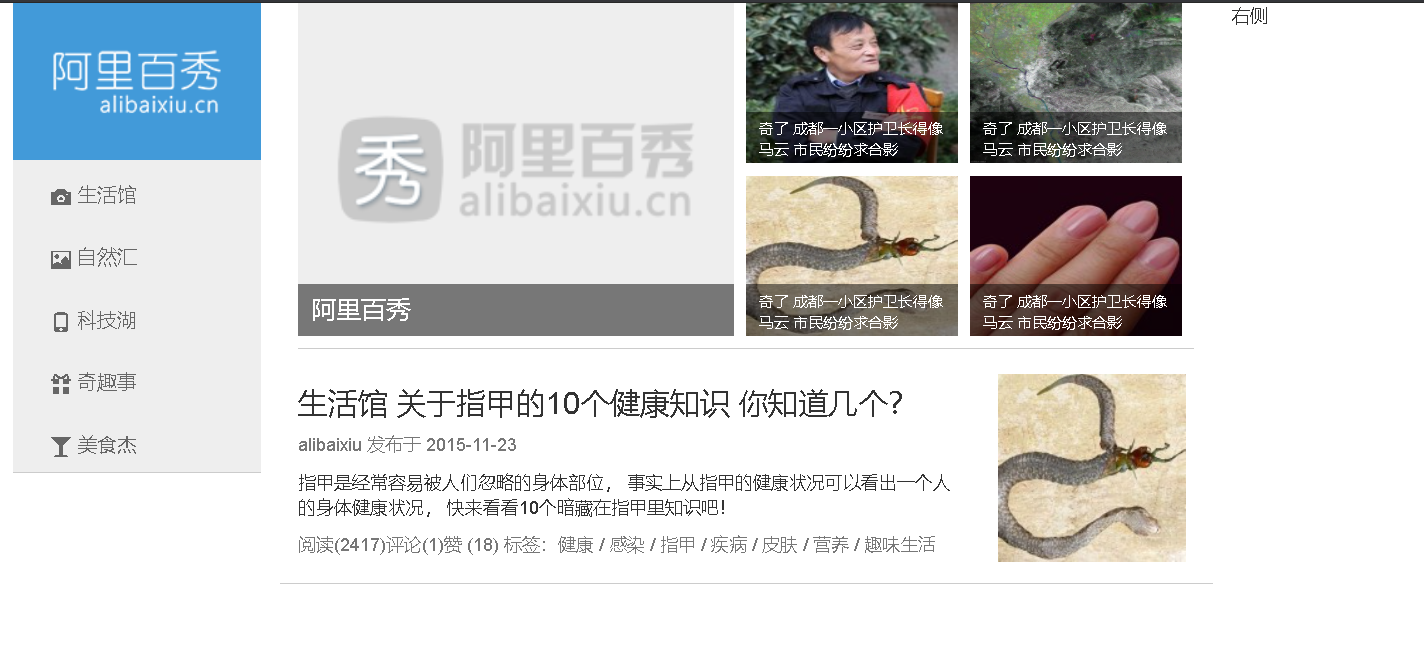 阿里百秀
alibaixiu.cn
生活馆
自然汇
科技湖
奇趣事
美食杰
秀 阿里百秀
alibaixiu.cn
阿里百秀
奇了 成都一小区护卫长得像
马云 市民纷纷求合影
奇了 成都一小区护卫长得像
马云 市民纷纷求合影
奇了 成都一小区护卫长得像
马云 市民纷纷求合影
奇了 成都一小区护卫长得像
马云 市民纷纷求合影
生活馆 关于指甲的10个健康知识 你知道几个?
alibaixiu 发布于 2015-11-23
指甲是经常容易被人们忽略的身体部位， 事实上从指甲的健康状况可以看出一个人
的身体健康状况， 快来看看10个暗藏在指甲里知识吧!
阅读(2417)评论(1)赞 (18) 标签：健康 / 感染 / 指甲 / 疾病 / 皮肤 / 营养 / 趣味生活
右侧